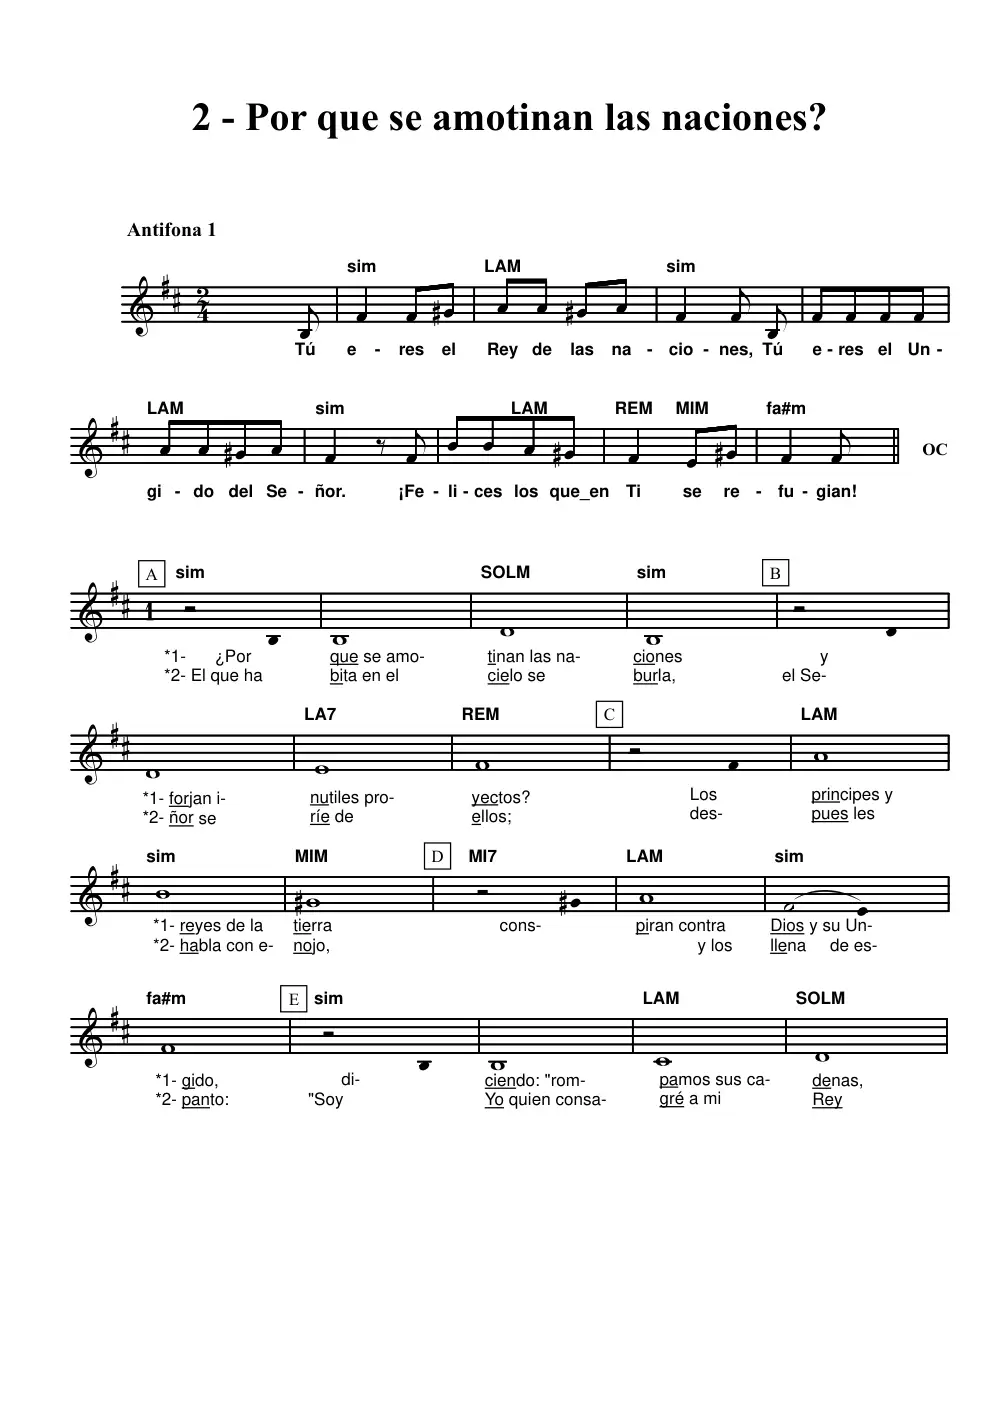 2 - Por que se amotinan las naciones?
Antifona 1
sim LAM sim
2
4
Tú e - res el Rey de las na - cio - nes, Tú e - res el Un -
LAM sim LAM REM MIM fa#m
OC
gi - do del Se - ñor. ¡Fe - li - ces los que_en Ti se re - fu - gian!
A sim SOLM sim B
1
*1- ¿Por que se amo- tinan las na- ciones y
*2- El que ha bita en el cielo se burla, el Se-
LA7 REM C LAM
*1- forjan i- nutiles pro- yectos? Los principes y
*2- ñor se ríe de ellos; des- pues les
sim MIM D MI7 LAM sim
*1- reyes de la tierra cons- piran contra Dios y su Un-
*2- habla con e- nojo, y los llena de es-
fa#m E sim LAM SOLM
*1- gido, di- ciendo: "rom- pamos sus ca- denas,
*2- panto: "Soy Yo quien consa- gré a mi Rey